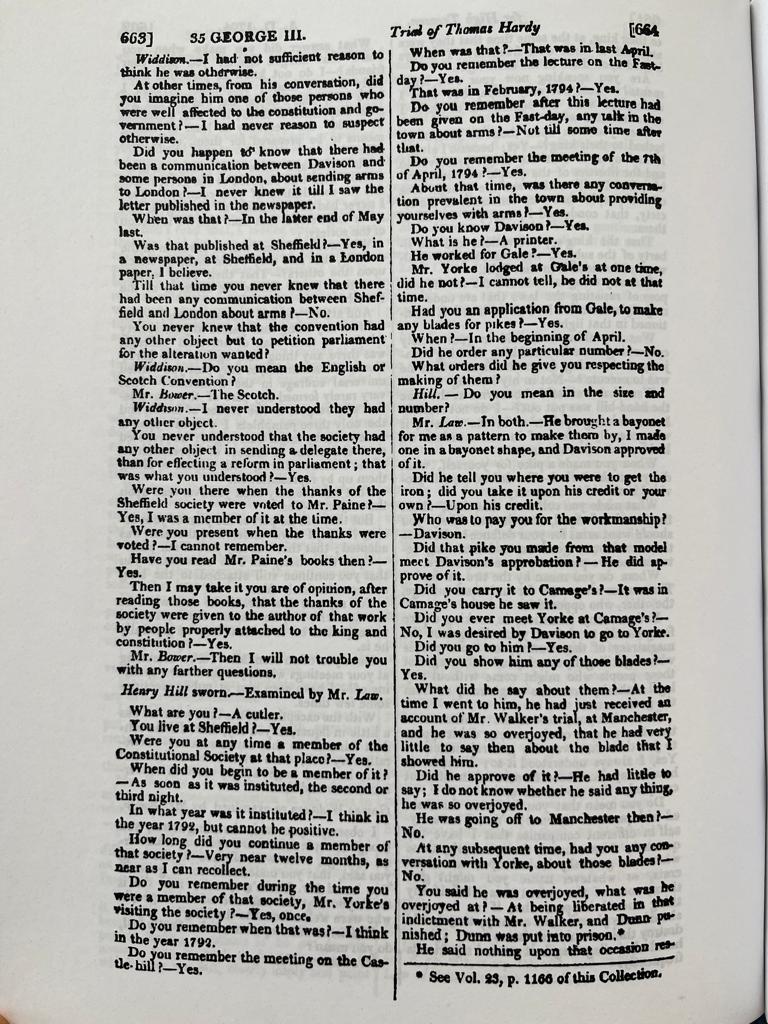 663] 35 GEORGE III.
Trial of Thomas Hardy [664
Widdison.—I had not sufficient reason to
think he was otherwise.
At other times, from his conversation, did
you imagine him one of those persons who
were well affected to the constitution and go-
vernment?—I had never reason to suspect
otherwise.
Did you happen to know that there had
been a communication between Davison and
some persons in London, about sending arms
to London?—I never knew it till I saw the
letter published in the newspaper.
When was that?—In the latter end of May
last.
Was that published at Sheffield?—Yes, in
a newspaper, at Sheffield, and in a London
paper, I believe.
Till that time you never knew that there
had been any communication between Shef-
field and London about arms?—No.
You never knew that the convention had
any other object but to petition parliament
for the alteration wanted?
Widdison.—Do you mean the English or
Scotch Convention?
Mr. Bower.—The Scotch.
Widdison.—I never understood they had
any other object.
You never understood that the society had
any other object in sending a delegate there,
than for effecting a reform in parliament; that
was what you understood?—Yes.
Were you there when the thanks of the
Sheffield society were voted to Mr. Paine?—
Yes, I was a member of it at the time.
Were you present when the thanks were
voted?—I cannot remember.
Have you read Mr. Paine's books then?—
Yes.
Then I may take it you are of opinion, after
reading those books, that the thanks of the
society were given to the author of that work
by people properly attached to the king and
constitution?—Yes.
Mr. Bower.—Then I will not trouble you
with any farther questions.
Henry Hill sworn.—Examined by Mr. Law.
What are you?—A cutler.
You live at Sheffield?—Yes.
Were you at any time a member of the
Constitutional Society at that place?—Yes.
When did you begin to be a member of it?
—As soon as it was instituted, the second or
third night.
In what year was it instituted?—I think in
the year 1792, but cannot be positive.
How long did you continue a member of
that society?—Very near twelve months, as
near as I can recollect.
Do you remember during the time you
were a member of that society, Mr. Yorke's
visiting the society?—Yes, once.
Do you remember when that was?—I think
in the year 1792.
Do you remember the meeting on the Cas-
tle-hill?—Yes.
When was that?—That was in last April.
Do you remember the lecture on the Fast-
day?—Yes.
That was in February, 1794?—Yes.
Do you remember after this lecture had
been given on the Fast-day, any talk in the
town about arms?—Not till some time after
that.
Do you remember the meeting of the 7th
of April, 1794?—Yes.
About that time, was there any conversa-
tion prevalent in the town about providing
yourselves with arms?—Yes.
Do you know Davison?—Yes.
What is he?—A printer.
He worked for Gale?—Yes.
Mr. Yorke lodged at Gale's at one time,
did he not?—I cannot tell, he did not at that
time.
Had you an application from Gale, to make
any blades for pikes?—Yes.
When?—In the beginning of April.
Did he order any particular number?—No.
What orders did he give you respecting the
making of them?
Hill.—Do you mean in the size and
number?
Mr. Law.—In both.—He brought a bayonet
for me as a pattern to make them by, I made
one in a bayonet shape, and Davison approved
of it.
Did he tell you where you were to get the
iron; did you take it upon his credit or your
own?—Upon his credit.
Who was to pay you for the workmanship?
—Davison.
Did that pike you made from that model
meet Davison's approbation?—He did ap-
prove of it.
Did you carry it to Camage's?—It was in
Camage's house he saw it.
Did you ever meet Yorke at Camage's?—
No, I was desired by Davison to go to Yorke.
Did you go to him?—Yes.
Did you show him any of those blades?—
Yes.
What did he say about them?—At the
time I went to him, he had just received an
account of Mr. Walker's trial, at Manchester,
and he was so overjoyed, that he had very
little to say then about the blade that I
showed him.
Did he approve of it?—He had little to
say; I do not know whether he said any thing,
he was so overjoyed.
He was going off to Manchester then?—
No.
At any subsequent time, had you any con-
versation with Yorke, about those blades?—
No.
You said he was overjoyed, what was he
overjoyed at?—At being liberated in that
indictment with Mr. Walker, and Dunn pu-
nished; Dunn was put into prison.*
He said nothing upon that occasion res-
* See Vol. 23, p. 1166 of this Collection.